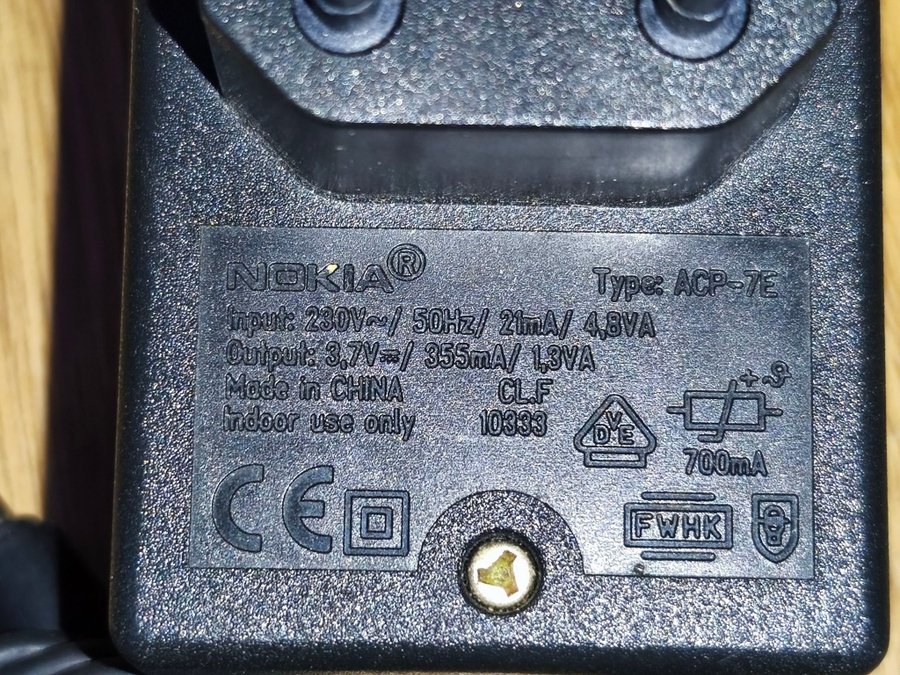 NOKIA®
Type: ACP-7E
Input: 230V~/ 50Hz/ 21mA/ 4,8VA
Output: 3,7V⎓/ 355mA/ 1,3VA
Made in CHINA CL.F
Indoor use only 10333
VDE
+ϑ
700mA
CE
FWHK